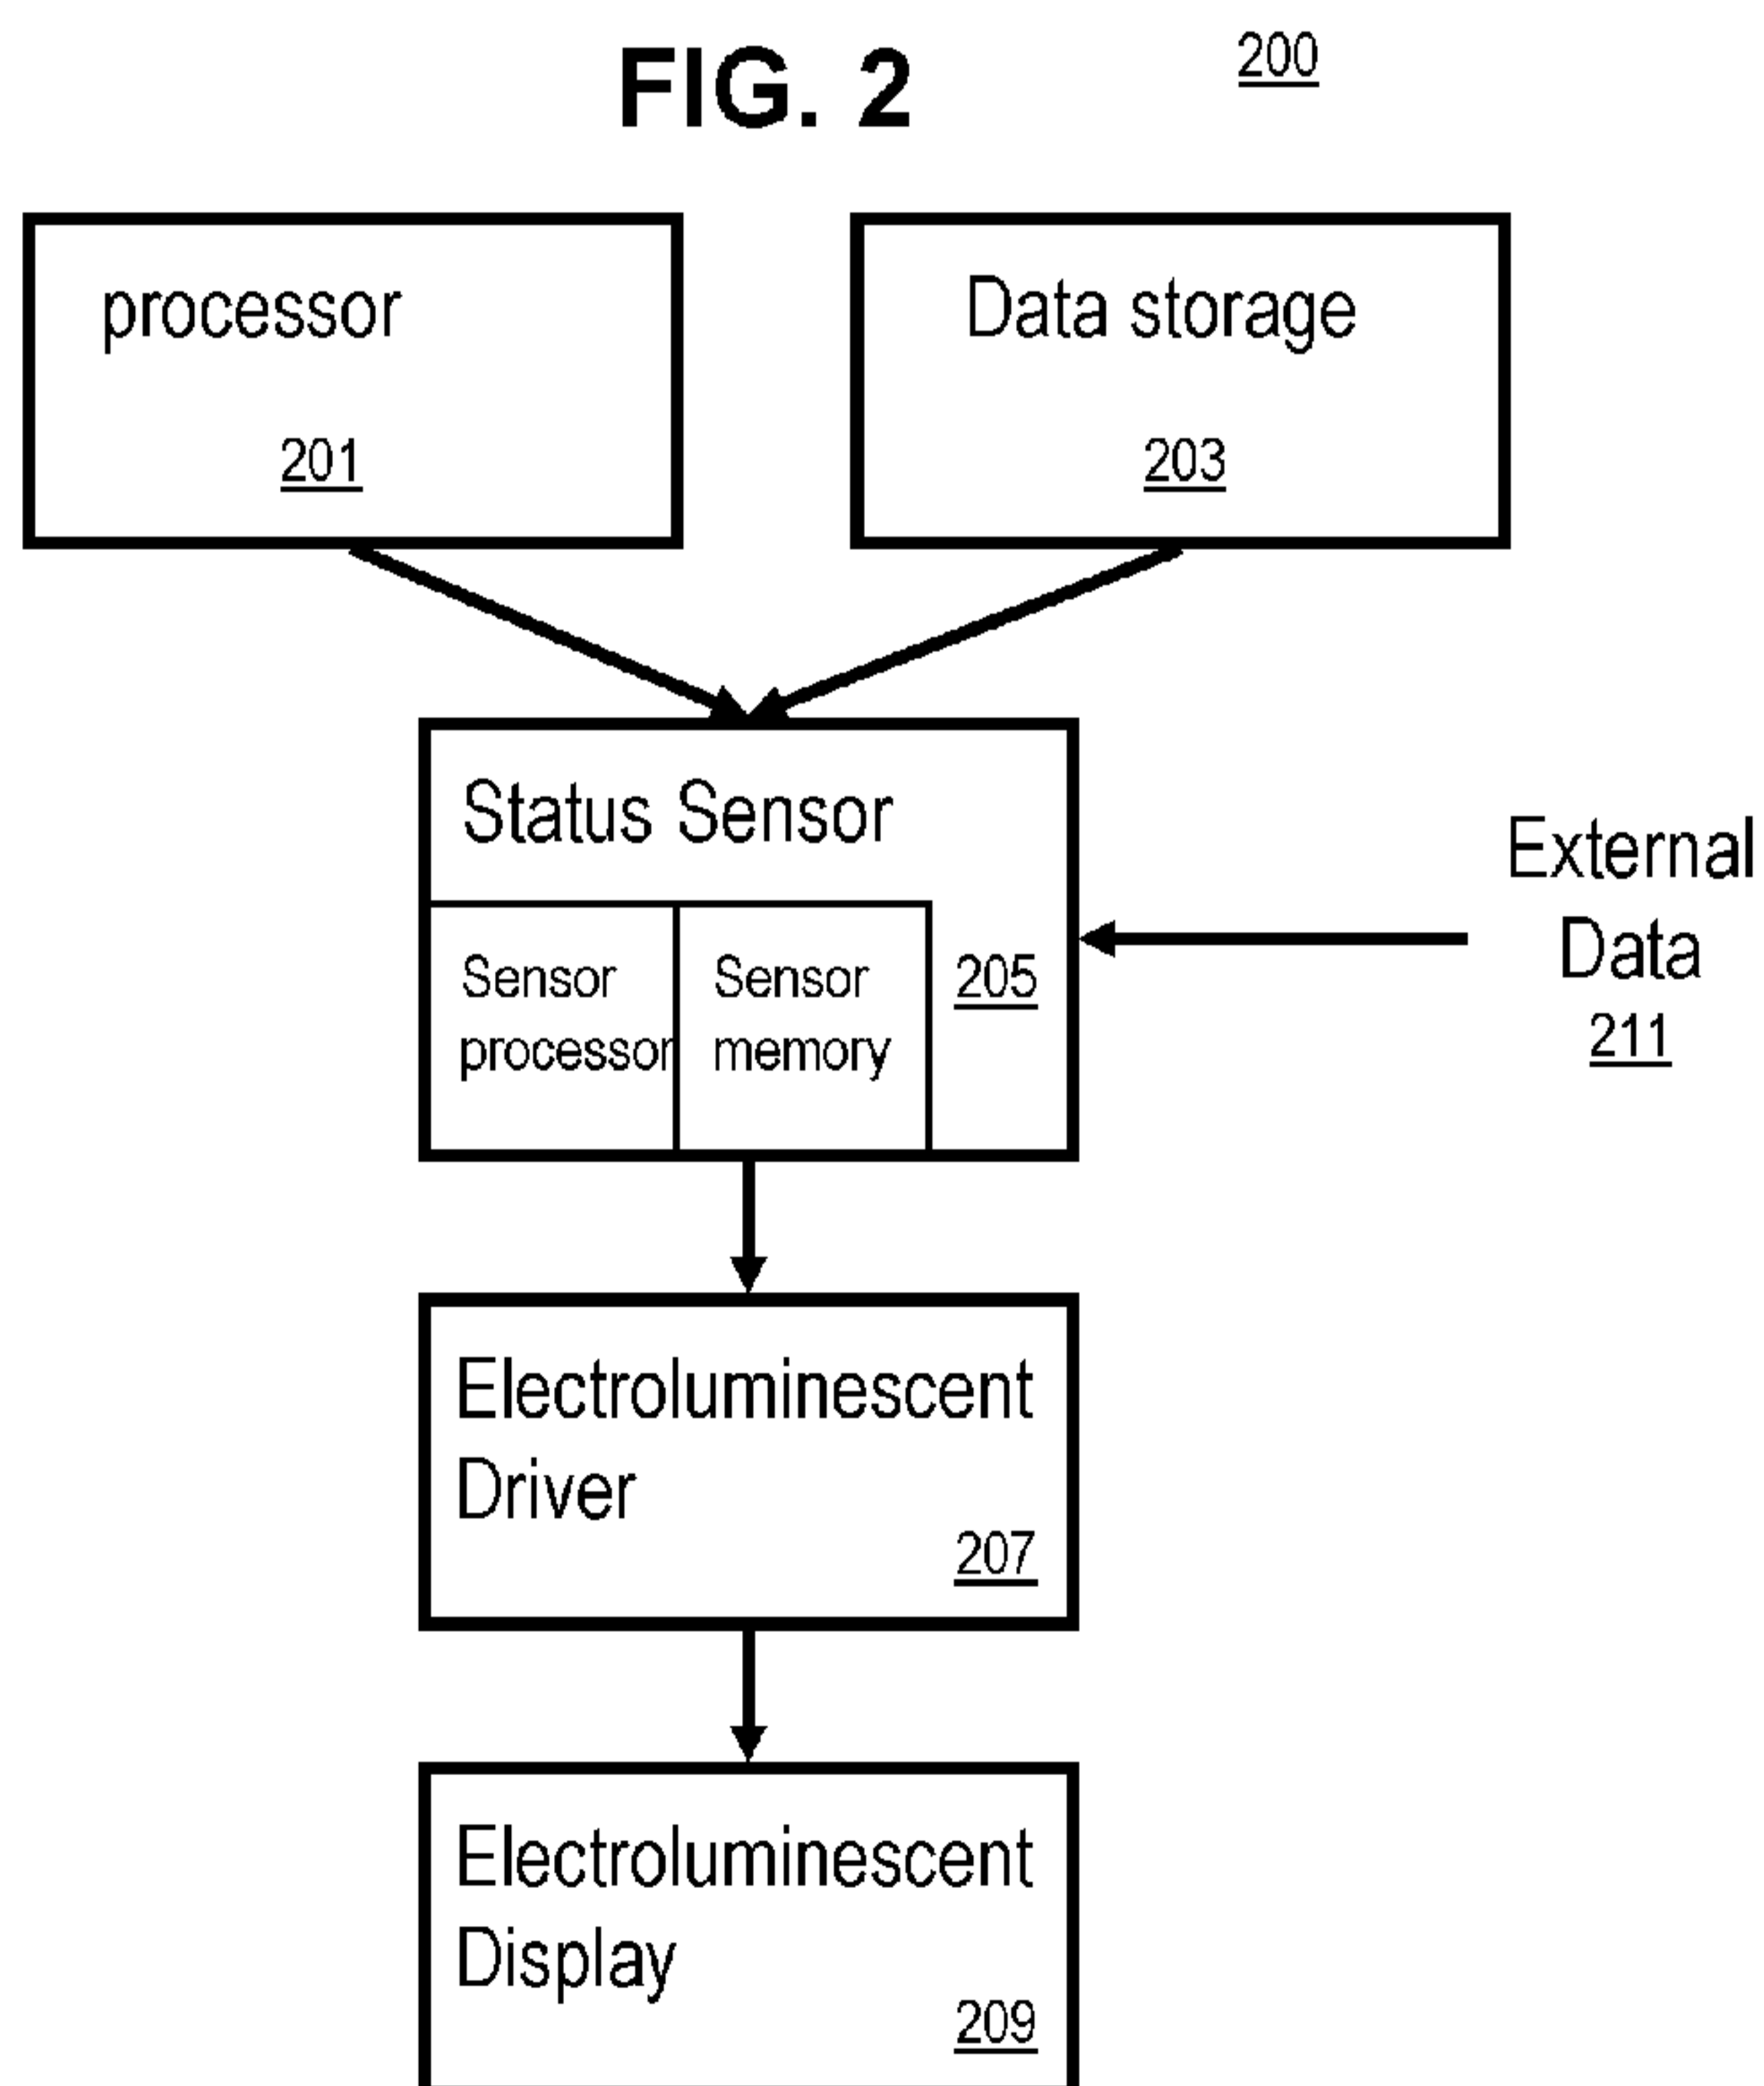 FIG. 2
200
processor
201
Data storage
203
Status Sensor
Sensor
processor
Sensor
memory
205
External
Data
211
Electroluminescent
Driver
207
Electroluminescent
Display
209